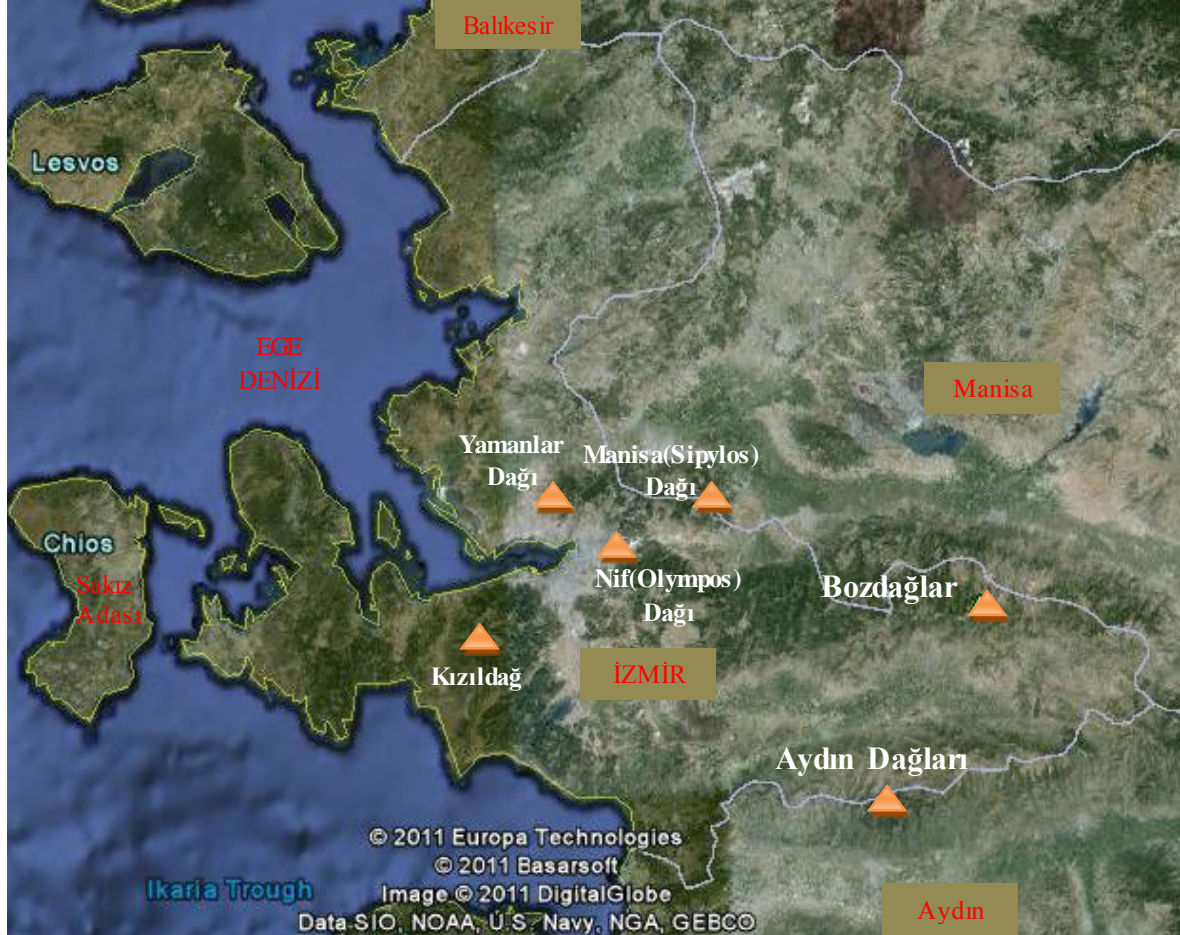 Balıkesir
Lesvos
EGE
DENİZİ
Manisa
Yamanlar
Dağı
Manisa(Sipylos)
Dağı
Chios
Sakız
Adası
Nif(Olympos)
Dağı
Bozdağlar
Kızıldağ
İZMİR
Aydın Dağları
© 2011 Europa Technologies
© 2011 Basarsoft
Ikaria Trough
Image © 2011 DigitalGlobe
Data SIO, NOAA, U.S. Navy, NGA, GEBCO
Aydın